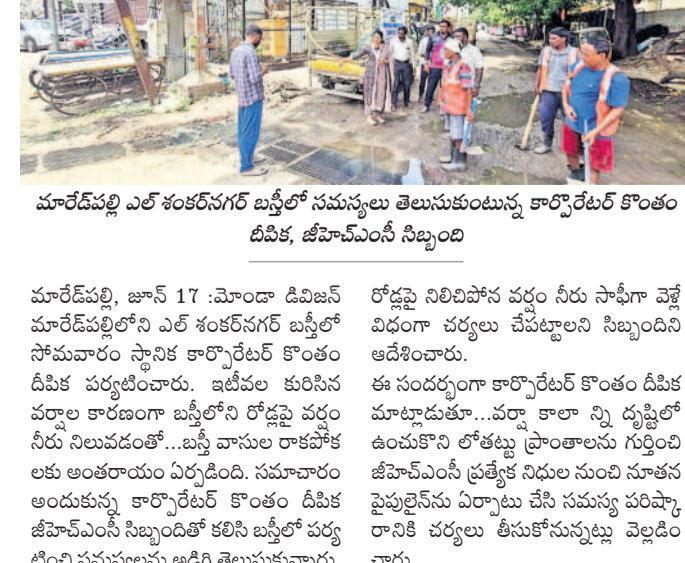 మారేడ్‌పల్లి ఎల్ శంకర్‌నగర్ బస్తీలో సమస్యలు తెలుసుకుంటున్న కార్పొరేటర్ కొంతం
దీపిక, జీహెచ్ఎంసీ సిబ్బంది
మారేడ్‌పల్లి, జూన్ 17 :మోండా డివిజన్
మారేడ్‌పల్లిలోని ఎల్ శంకర్‌నగర్ బస్తీలో
సోమవారం స్థానిక కార్పొరేటర్ కొంతం
దీపిక పర్యటించారు. ఇటీవల కురిసిన
వర్షాల కారణంగా బస్తీలోని రోడ్లపై వర్షం
నీరు నిలువడంతో...బస్తీ వాసుల రాకపోక
లకు అంతరాయం ఏర్పడింది. సమాచారం
అందుకున్న కార్పొరేటర్ కొంతం దీపిక
జీహెచ్ఎంసీ సిబ్బందితో కలిసి బస్తీలో పర్య
టించి సమస్యలను అడిగి తెలుసుకున్నారు.
రోడ్లపై నిలిచిపోన వర్షం నీరు సాఫీగా వెళ్లే
విధంగా చర్యలు చేపట్టాలని సిబ్బందిని
ఆదేశించారు.
ఈ సందర్భంగా కార్పొరేటర్ కొంతం దీపిక
మాట్లాడుతూ...వర్షా కాలా న్ని దృష్టిలో
ఉంచుకొని లోతట్టు ప్రాంతాలను గుర్తించి
జీహెచ్ఎంసీ ప్రత్యేక నిధుల నుంచి నూతన
పైపులైన్‌ను ఏర్పాటు చేసి సమస్య పరిష్కా
రానికి చర్యలు తీసుకోనున్నట్లు వెల్లడిం
చారు.